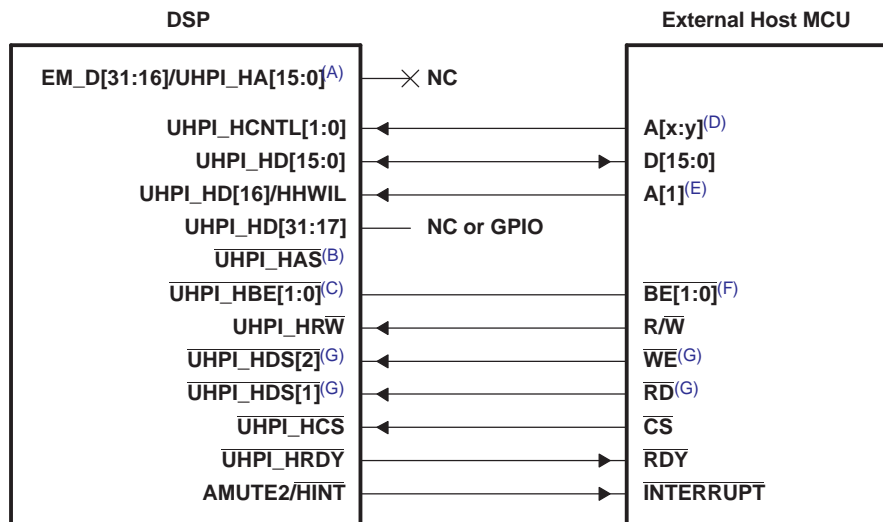 DSP External Host MCU
EM_D[31:16]/UHPI_HA[15:0](A) NC
UHPI_HCNTL[1:0] A[x:y](D)
UHPI_HD[15:0] D[15:0]
UHPI_HD[16]/HHWIL A[1](E)
UHPI_HD[31:17] NC or GPIO
UHPI_HAS(B)
UHPI_HBE[1:0](C) BE[1:0](F)
UHPI_HRW R/W
UHPI_HDS[2](G) WE(G)
UHPI_HDS[1](G) RD(G)
UHPI_HCS CS
UHPI_HRDY RDY
AMUTE2/HINT INTERRUPT